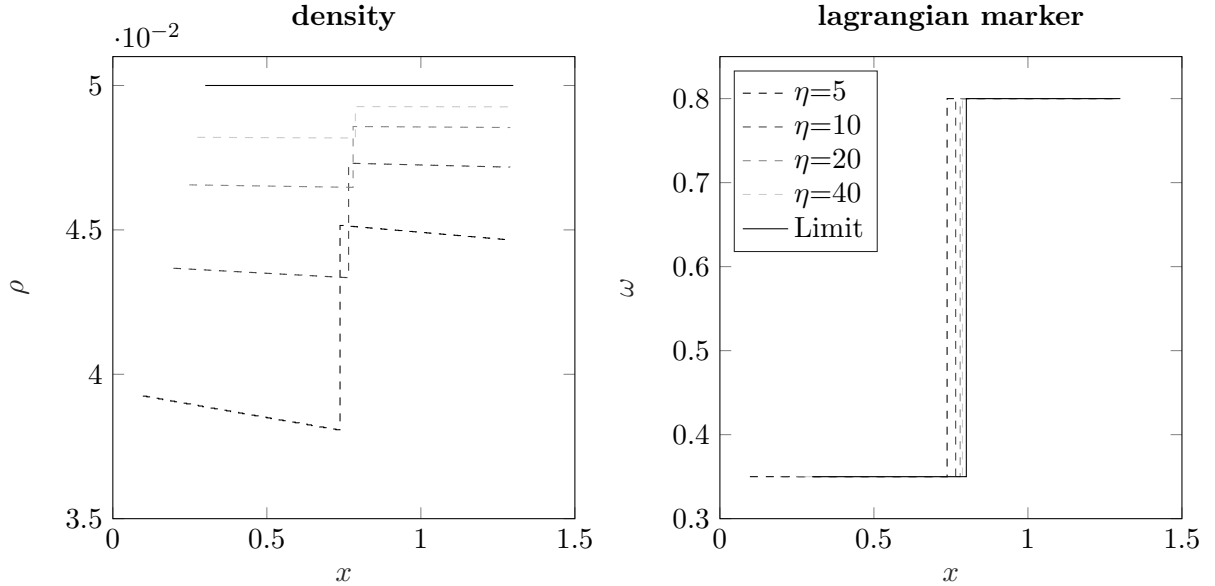 density
·10−2
5
4.5
4
3.5
0 0.5 1 1.5
ρ
x
lagrangian marker
0.8
0.7
0.6
0.5
0.4
0.3
0 0.5 1 1.5
ω
x
η=5
η=10
η=20
η=40
Limit